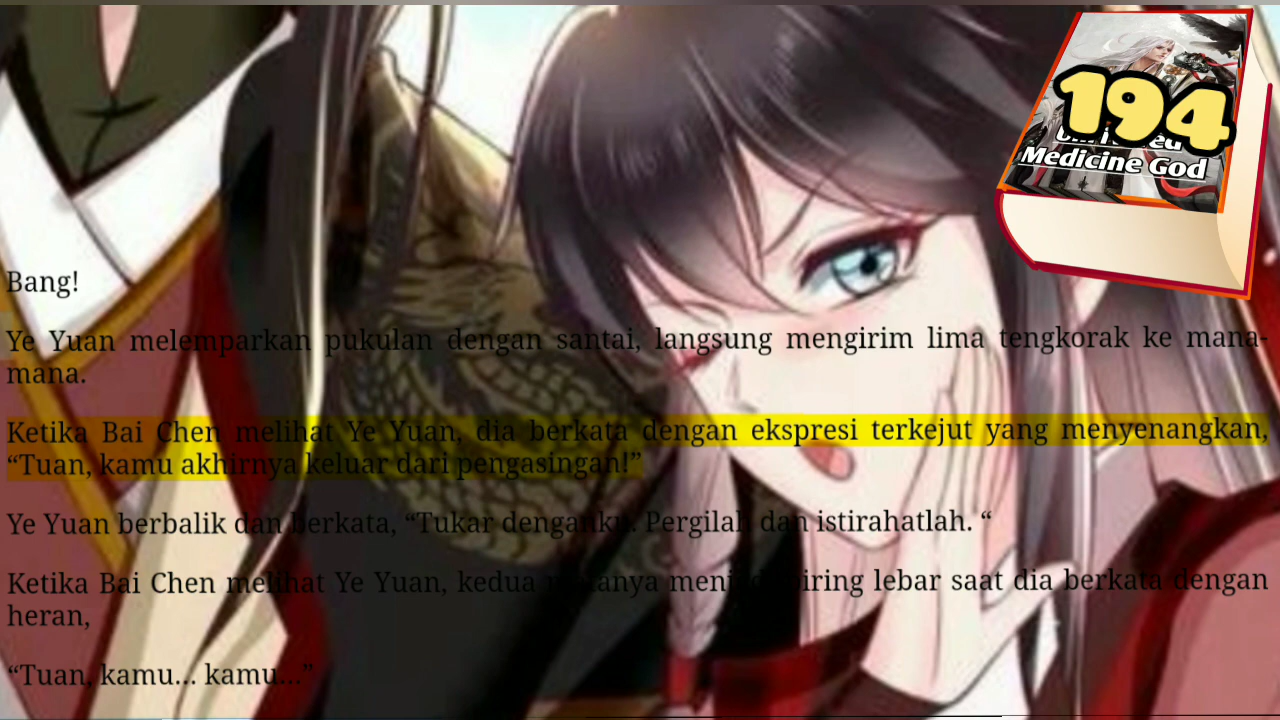 194
Medicine God
Bang!
Ye Yuan melemparkan pukulan dengan santai, langsung mengirim lima tengkorak ke mana-
mana.
Ketika Bai Chen melihat Ye Yuan, dia berkata dengan ekspresi terkejut yang menyenangkan,
“Tuan, kamu akhirnya keluar dari pengasingan!”
Ye Yuan berbalik dan berkata, “Tukar denganku. Pergilah dan istirahatlah. “
Ketika Bai Chen melihat Ye Yuan, kedua matanya menjadi piring lebar saat dia berkata dengan
heran,
“Tuan, kamu... kamu...”